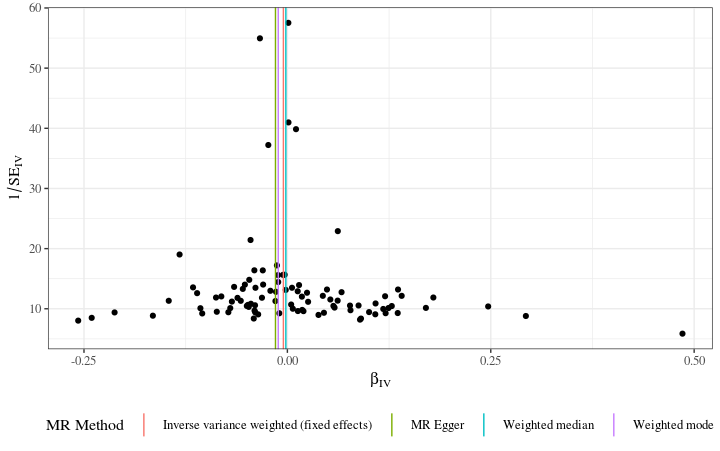 60
50
40
30
20
10
1/SE_IV
-0.25
0.00
0.25
0.50
β_IV
MR Method
Inverse variance weighted (fixed effects)
MR Egger
Weighted median
Weighted mode